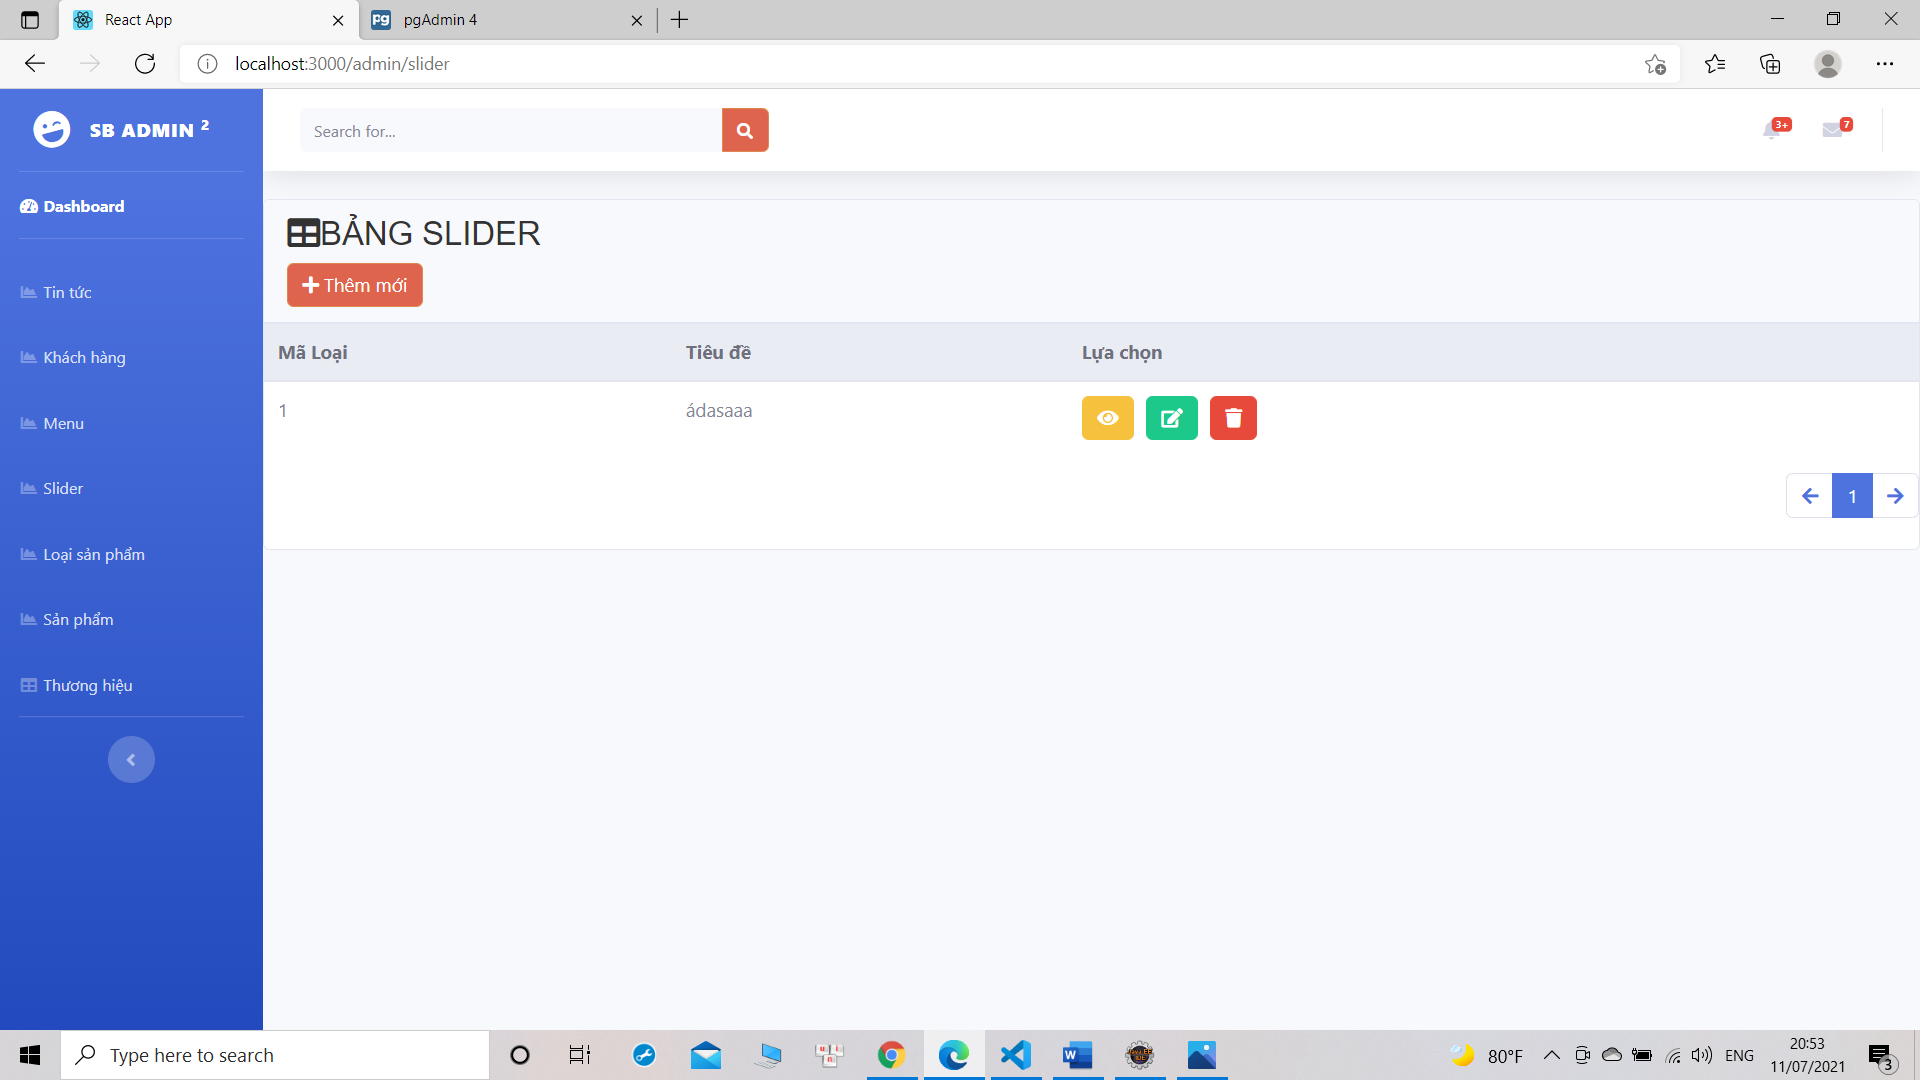 React App
pgAdmin 4
localhost:3000/admin/slider
SB ADMIN 2
Search for...
3+
7
Dashboard
BẢNG SLIDER
Thêm mới
Tin tức
Khách hàng
Menu
Slider
Loại sản phẩm
Sản phẩm
Thương hiệu
Mã Loại Tiêu đề Lựa chọn
1 ádasaaa
1
Type here to search
80°F
ENG
20:53
11/07/2021
3